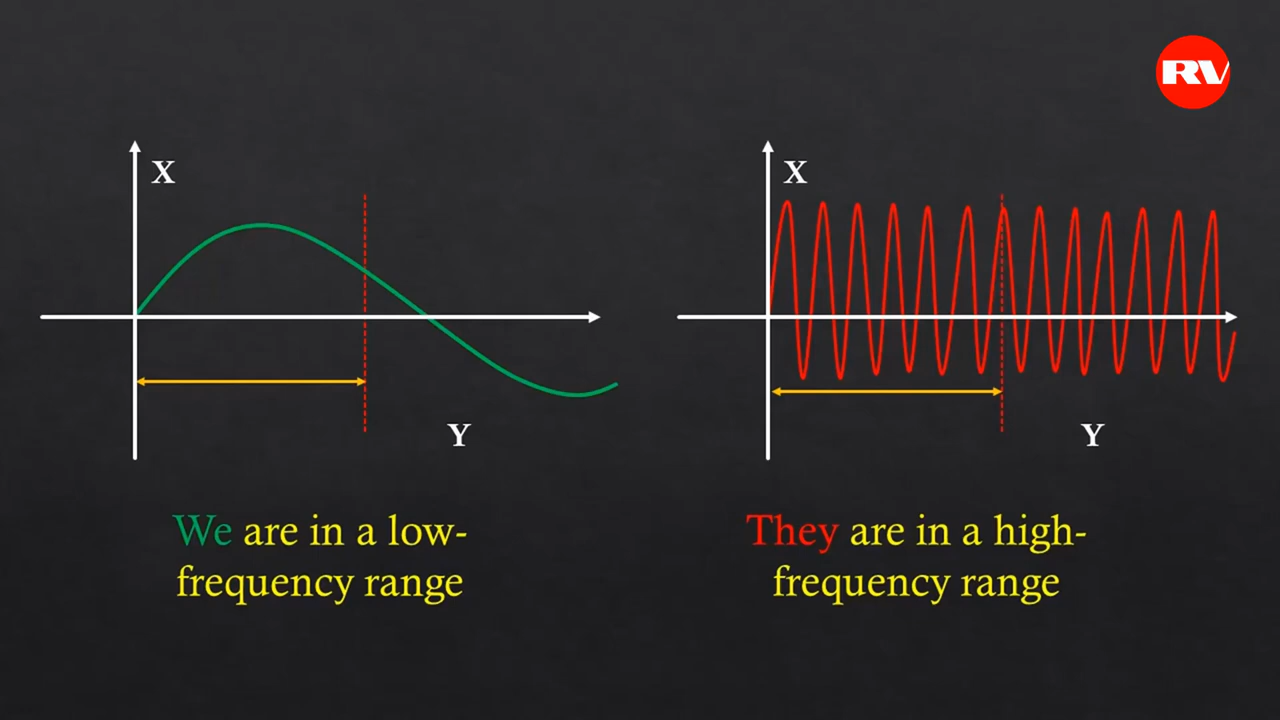 RV
X
X
Y
Y
We are in a low-
frequency range
They are in a high-
frequency range